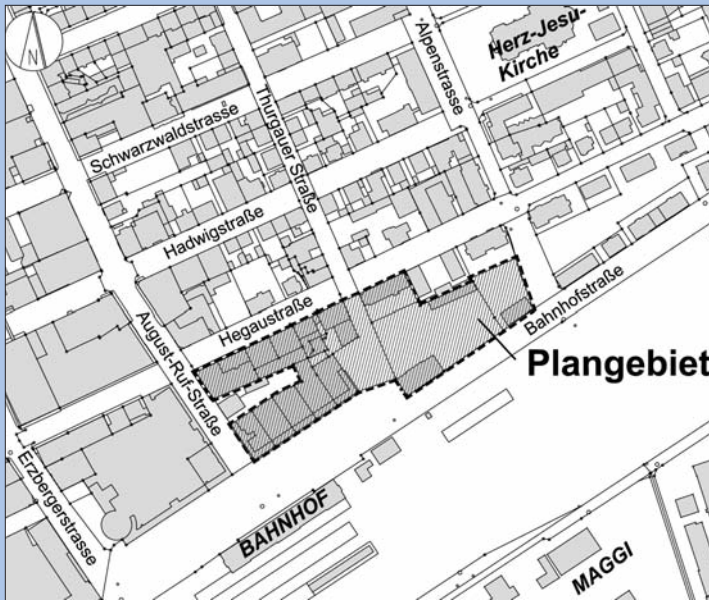 N
Herz-Jesu-
Kirche
Alpenstrasse
Schwarzwaldstrasse
Thurgauer Straße
Hadwigstraße
Hegaustraße
August-Ruf-Straße
Bahnhofstraße
Plangebiet
Erzbergerstrasse
BAHNHOF
MAGGI